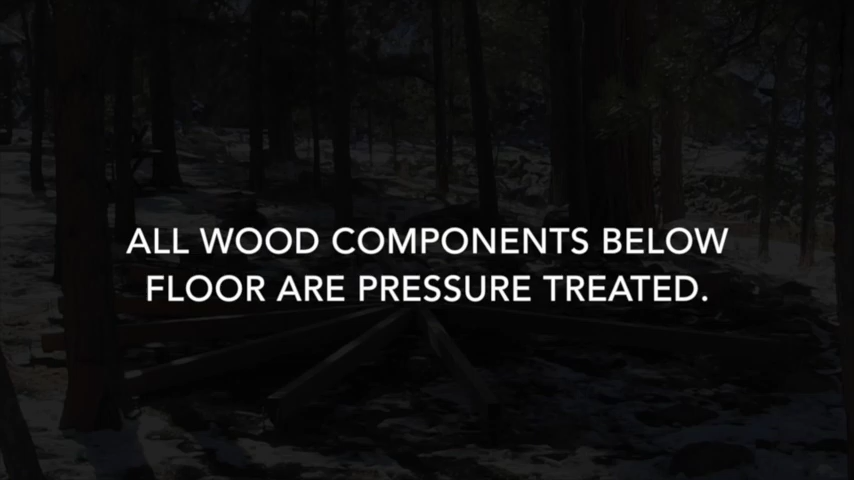 ALL WOOD COMPONENTS BELOW
FLOOR ARE PRESSURE TREATED.